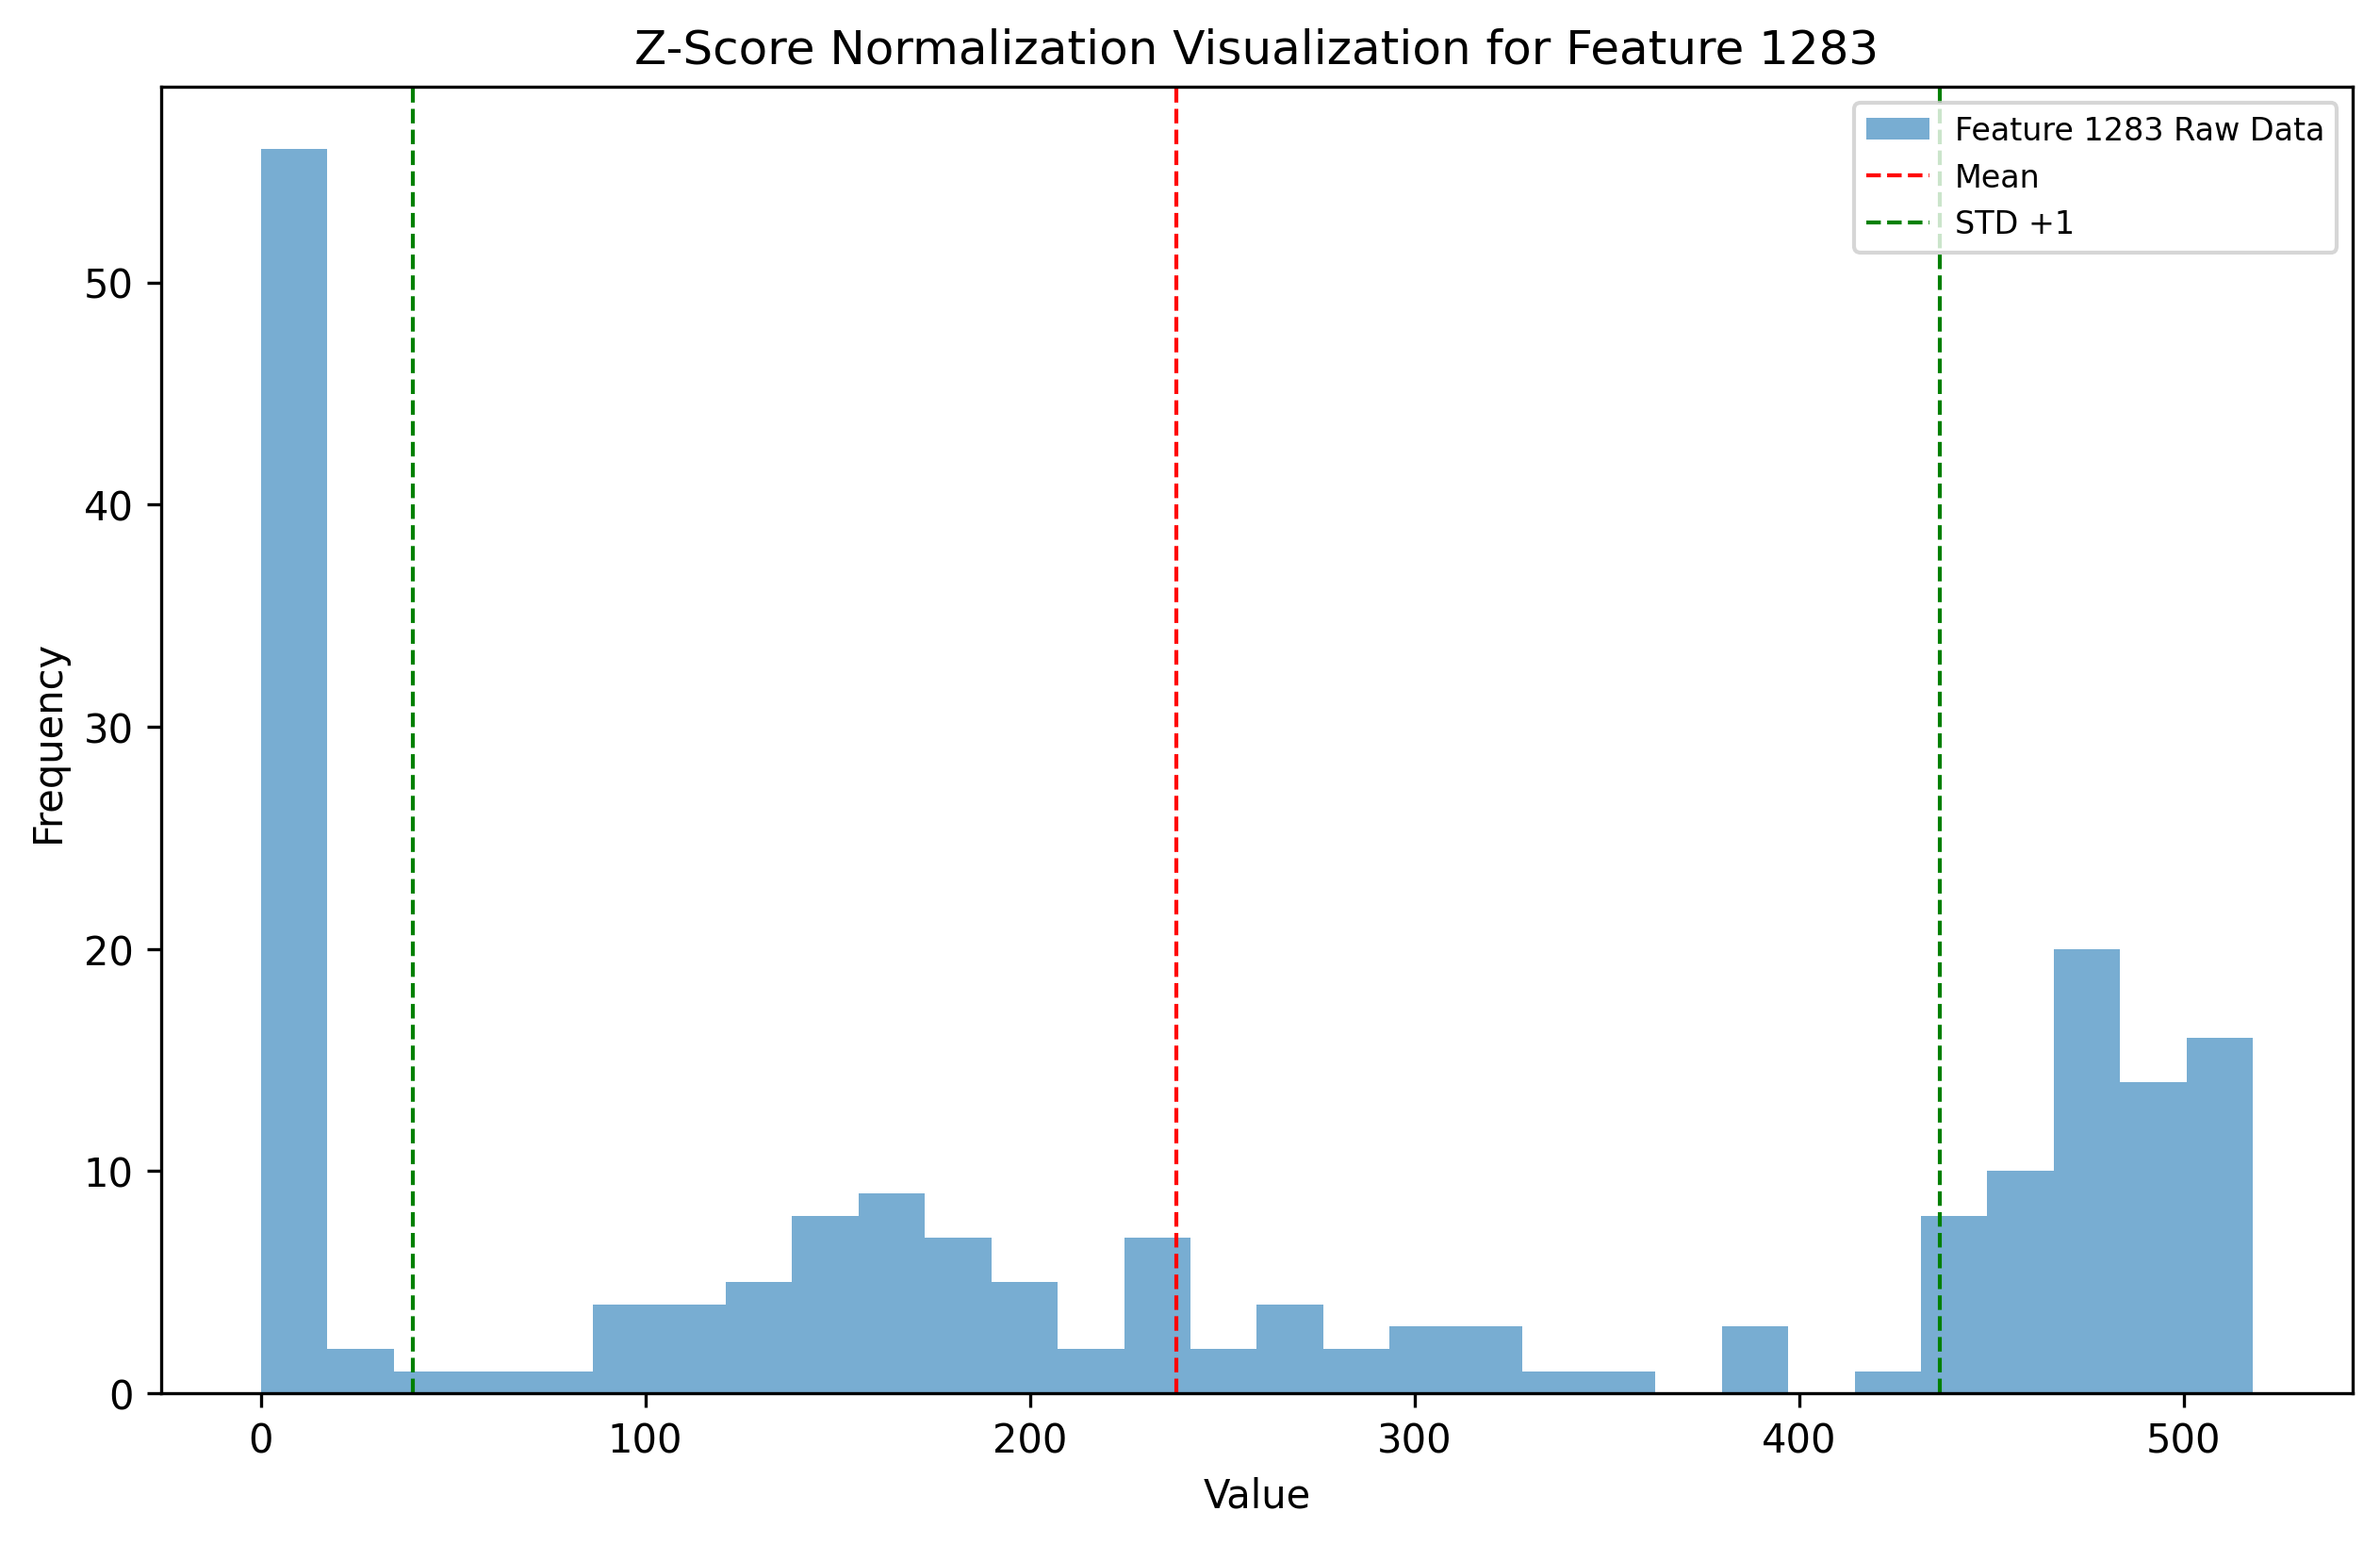 Z-Score Normalization Visualization for Feature 1283
Feature 1283 Raw Data
Mean
STD +1
Frequency
50
40
30
20
10
0
0 100 200 300 400 500
Value